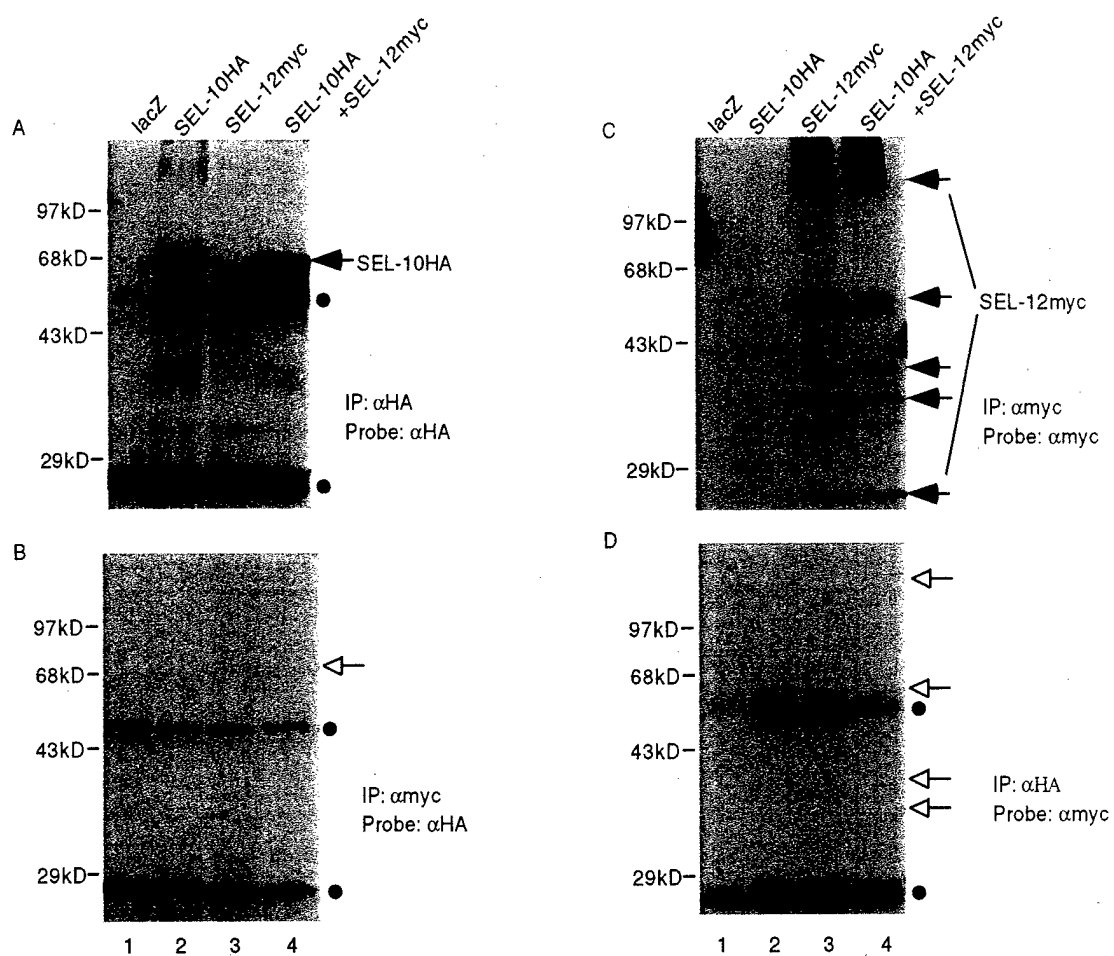 A
lacZ
SEL-10HA
SEL-12myc
SEL-10HA
+SEL-12myc
97kD
68kD
43kD
29kD
SEL-10HA
IP: αHA
Probe: αHA
B
97kD
68kD
43kD
29kD
IP: αmyc
Probe: αHA
1 2 3 4
C
lacZ
SEL-10HA
SEL-12myc
SEL-10HA
+SEL-12myc
97kD
68kD
43kD
29kD
SEL-12myc
IP: αmyc
Probe: αmyc
D
97kD
68kD
43kD
29kD
IP: αHA
Probe: αmyc
1 2 3 4